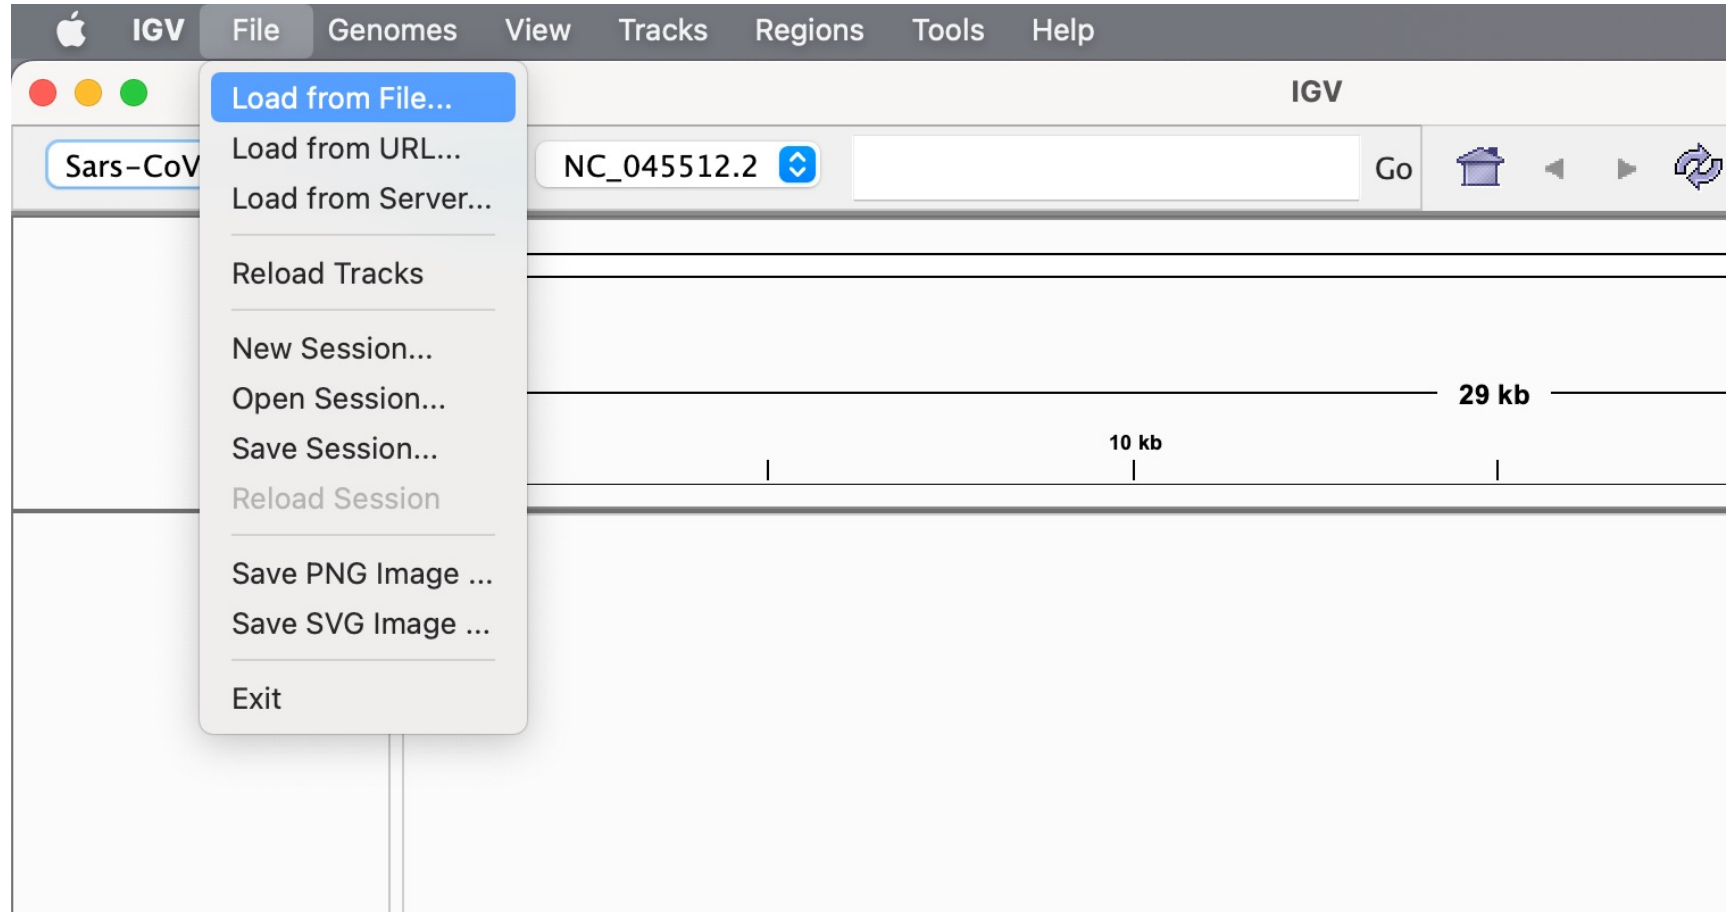 IGV File Genomes View Tracks Regions Tools Help
IGV
Sars-CoV NC_045512.2 Go
Load from File...
Load from URL...
Load from Server...
Reload Tracks
New Session...
Open Session...
Save Session...
Reload Session
Save PNG Image ...
Save SVG Image ...
Exit
29 kb
10 kb